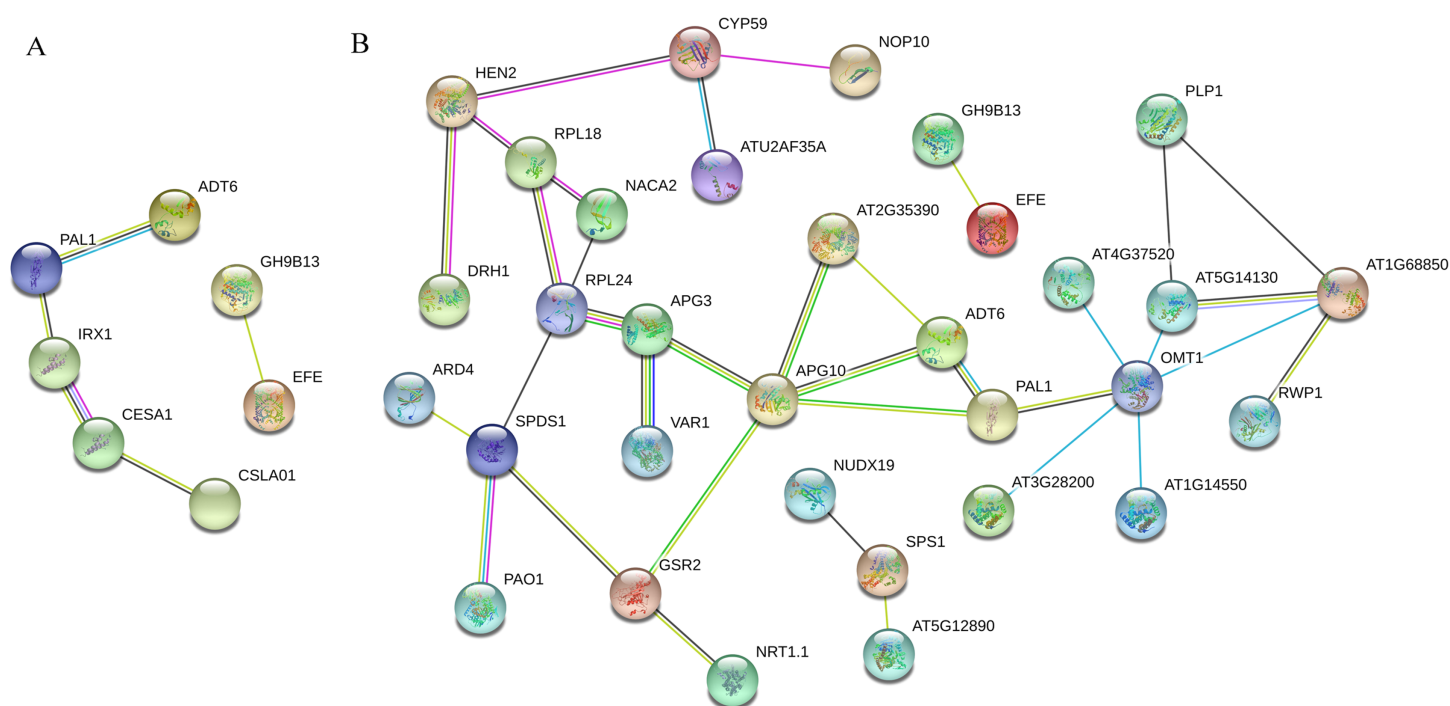 A
ADT6
PAL1
GH9B13
IRX1
EFE
CESA1
CSLA01
B
CYP59
NOP10
HEN2
PLP1
GH9B13
RPL18
ATU2AF35A
NACA2
EFE
AT2G35390
AT4G37520
AT5G14130
AT1G68850
DRH1
RPL24
APG3
ADT6
OMT1
ARD4
APG10
PAL1
RWP1
SPDS1
VAR1
NUDX19
AT3G28200
AT1G14550
SPS1
GSR2
PAO1
AT5G12890
NRT1.1